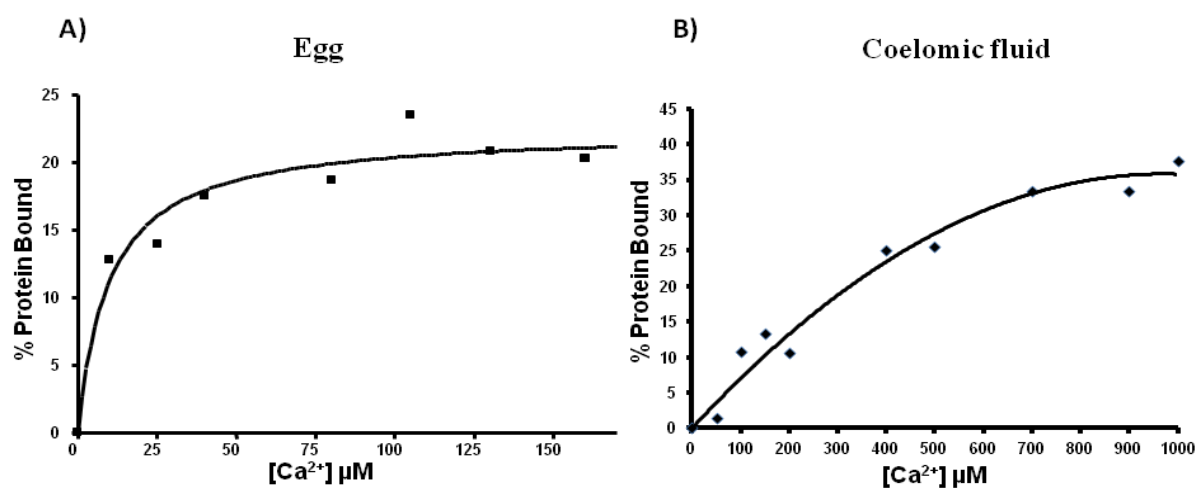 A)
Egg
% Protein Bound
25
20
15
10
5
0
0 25 50 75 100 125 150
[Ca²⁺] µM
B)
Coelomic fluid
% Protein Bound
45
40
35
30
25
20
15
10
5
0
0 100 200 300 400 500 600 700 800 900 1000
[Ca²⁺] µM